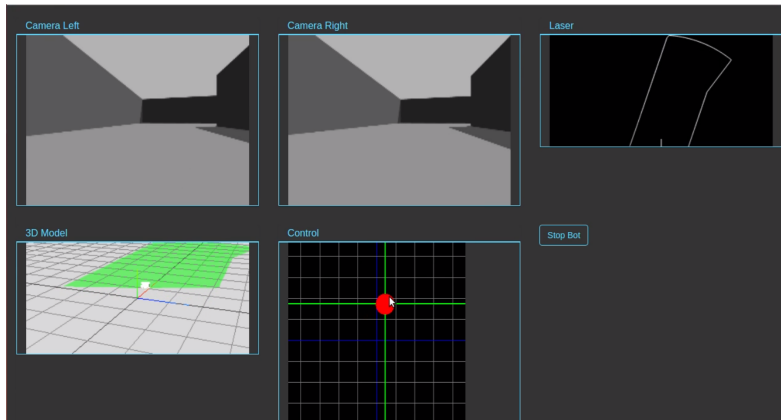 Camera Left
Camera Right
Laser
3D Model
Control
Stop Bot